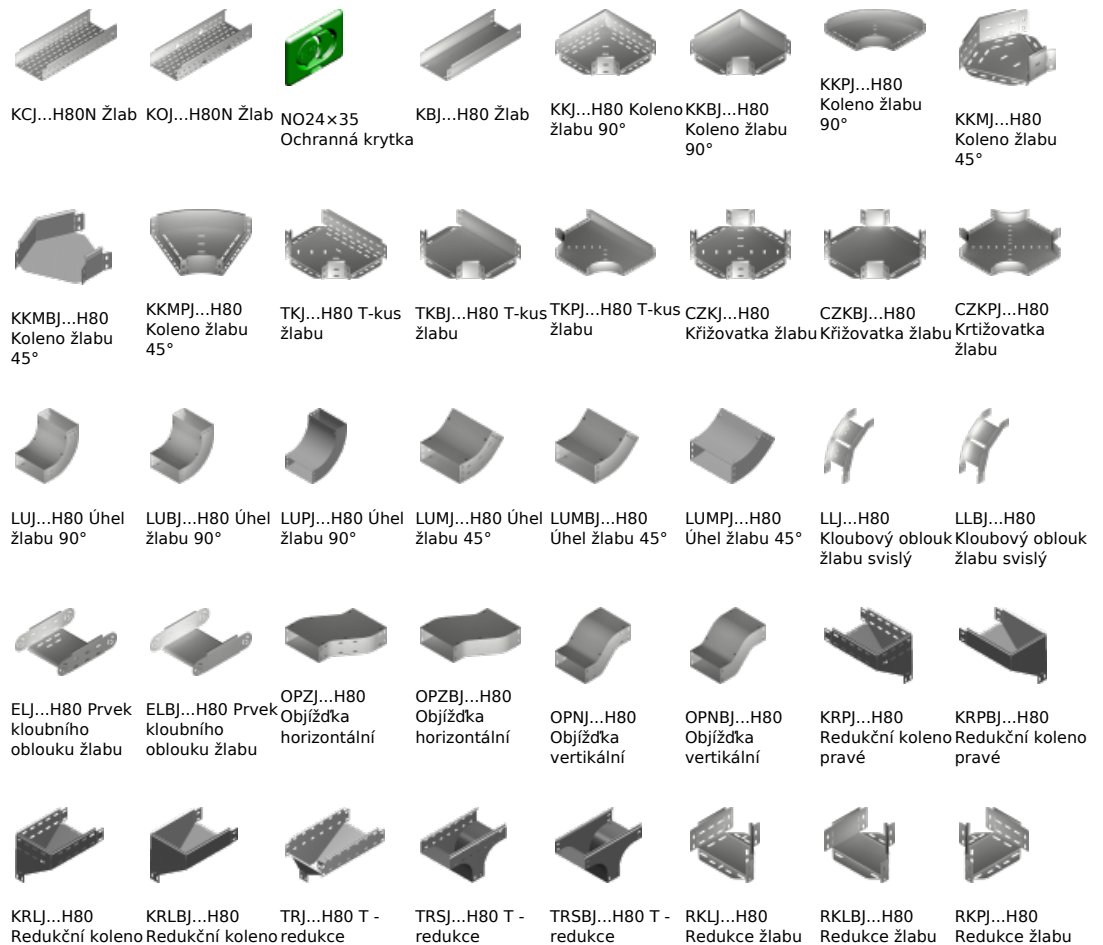 KCJ...H80N Žlab
KOJ...H80N Žlab
NO24×35
Ochranná krytka
KBJ...H80 Žlab
KKJ...H80 Koleno
žlabu 90°
KKBJ...H80
Koleno žlabu
90°
KKPJ...H80
Koleno žlabu
90°
KKMJ...H80
Koleno žlabu
45°
KKMBJ...H80
Koleno žlabu
45°
KKMPJ...H80
Koleno žlabu
45°
TKJ...H80 T-kus
žlabu
TKBJ...H80 T-kus
žlabu
TKPJ...H80 T-kus
žlabu
CZKJ...H80
Křižovatka žlabu
CZKBJ...H80
Křižovatka žlabu
CZKPJ...H80
Krtižovatka
žlabu
LUJ...H80 Úhel
žlabu 90°
LUBJ...H80 Úhel
žlabu 90°
LUPJ...H80 Úhel
žlabu 90°
LUMJ...H80 Úhel
žlabu 45°
LUMBJ...H80
Úhel žlabu 45°
LUMPJ...H80
Úhel žlabu 45°
LLJ...H80
Kloubový oblouk
žlabu svislý
LLBJ...H80
Kloubový oblouk
žlabu svislý
ELJ...H80 Prvek
kloubního
oblouku žlabu
ELBJ...H80 Prvek
kloubního
oblouku žlabu
OPZJ...H80
Objížďka
horizontální
OPZBJ...H80
Objížďka
horizontální
OPNJ...H80
Objížďka
vertikální
OPNBJ...H80
Objížďka
vertikální
KRPJ...H80
Redukční koleno
pravé
KRPBJ...H80
Redukční koleno
pravé
KRLJ...H80
Redukční koleno
KRLBJ...H80
Redukční koleno
TRJ...H80 T -
redukce
TRSJ...H80 T -
redukce
TRSBJ...H80 T -
redukce
RKLJ...H80
Redukce žlabu
RKLBJ...H80
Redukce žlabu
RKPJ...H80
Redukce žlabu